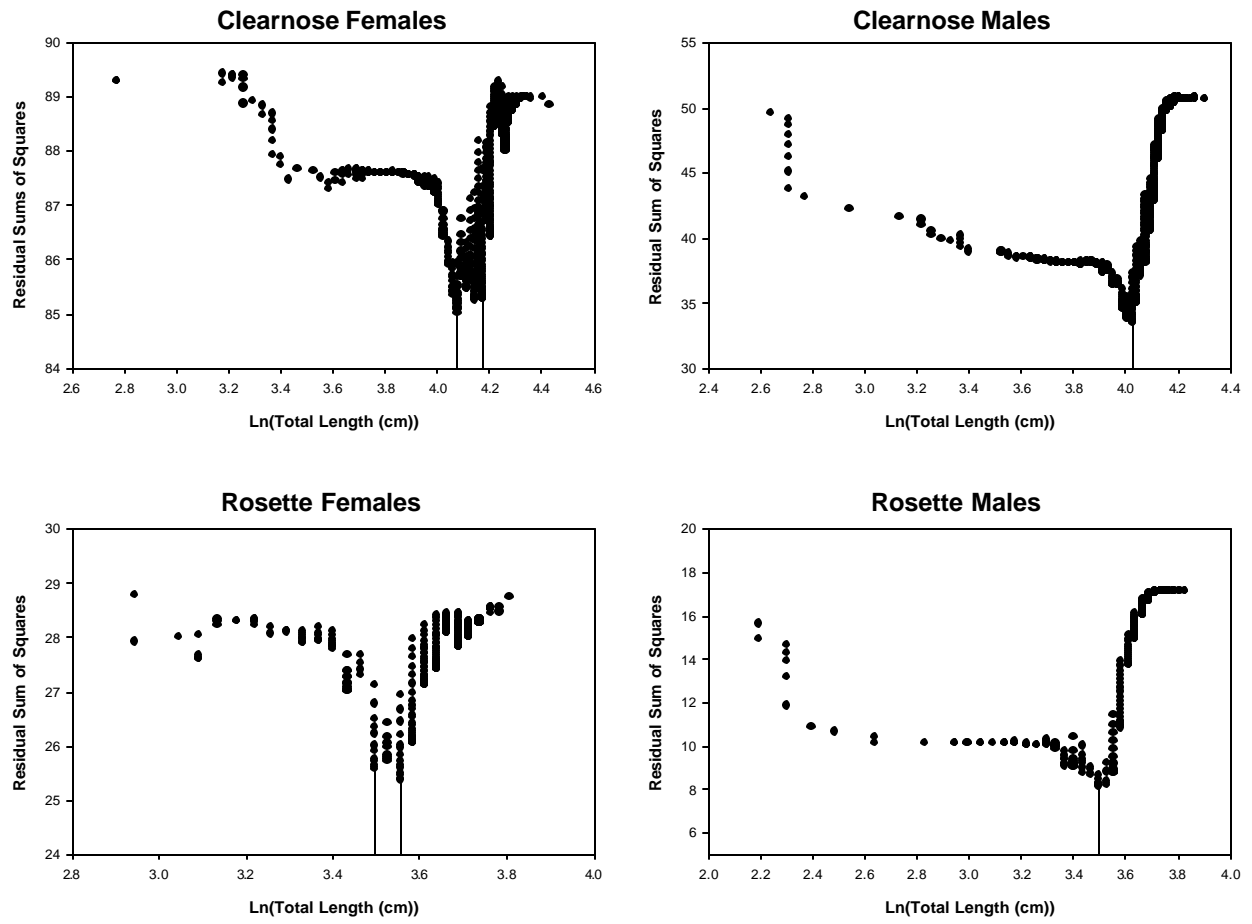 Clearnose Females
Clearnose Males
90
89
88
87
86
85
84
Residual Sums of Squares
2.6 2.8 3.0 3.2 3.4 3.6 3.8 4.0 4.2 4.4 4.6
Ln(Total Length (cm))
55
50
45
40
35
30
Residual Sum of Squares
2.4 2.6 2.8 3.0 3.2 3.4 3.6 3.8 4.0 4.2 4.4
Ln(Total Length (cm))
Rosette Females
Rosette Males
30
29
28
27
26
25
24
Residual Sum of Squares
2.8 3.0 3.2 3.4 3.6 3.8 4.0
Ln(Total Length (cm))
20
18
16
14
12
10
8
6
Residual Sum of Squares
2.0 2.2 2.4 2.6 2.8 3.0 3.2 3.4 3.6 3.8 4.0
Ln(Total Length (cm))